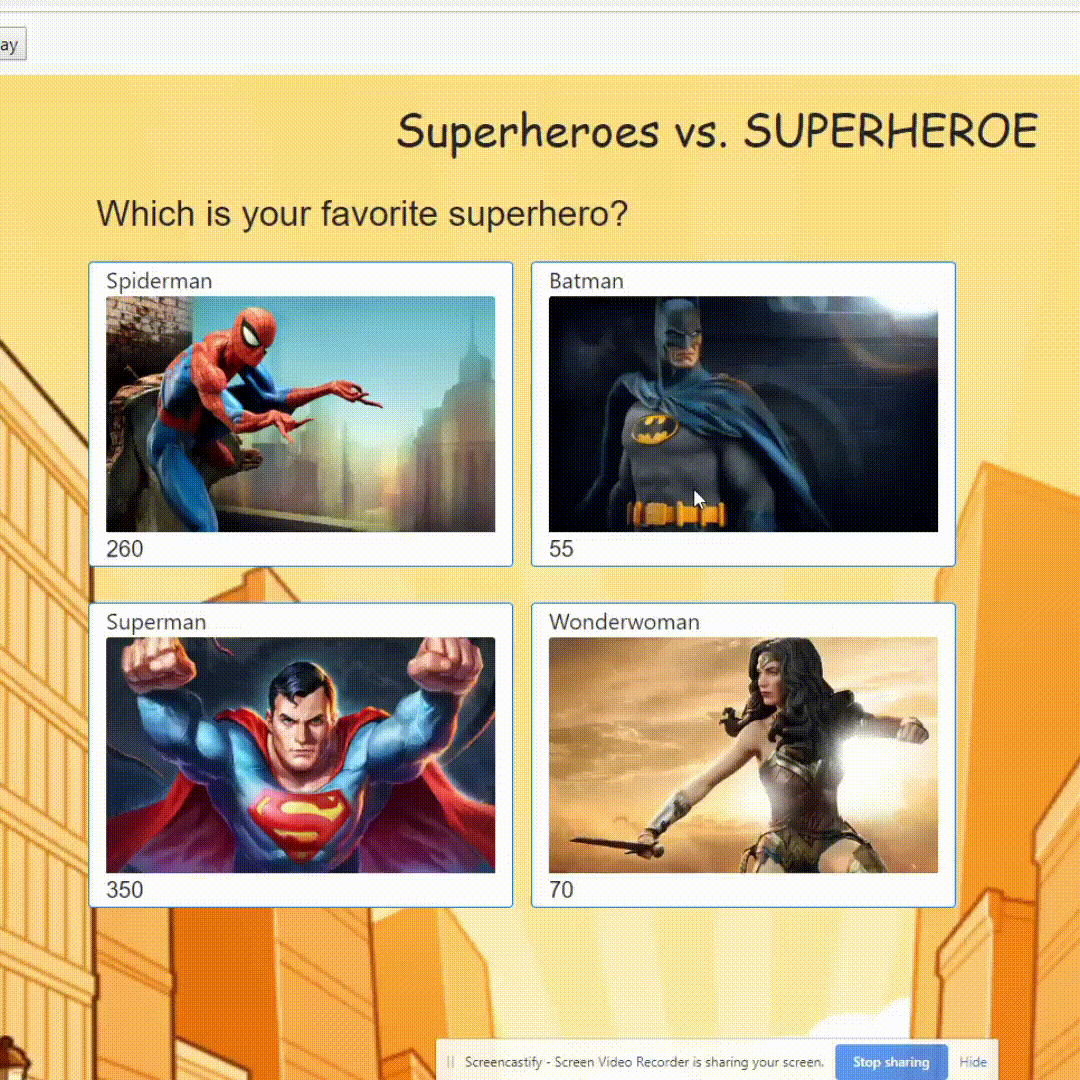 ay
Superheroes vs. SUPERHEROE
Which is your favorite superhero?
Spiderman
Batman
260
55
Superman
Wonderwoman
350
70
Screencastify - Screen Video Recorder is sharing your screen.
Stop sharing
Hide